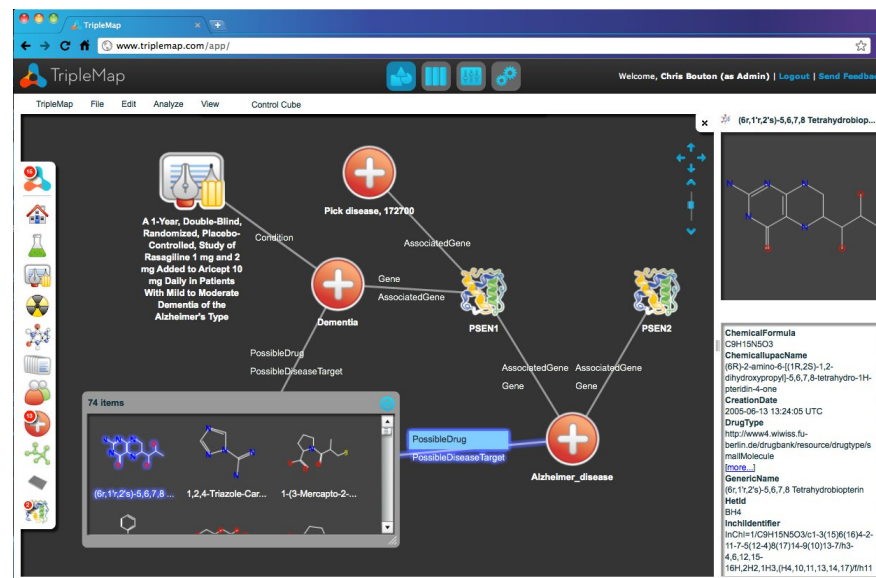 TripleMap
www.triplemap.com/app/
TripleMap
Welcome, Chris Bouton (as Admin) | Logout | Send Feedba
TripleMap File Edit Analyze View Control Cube
(6r,1'r,2's)-5,6,7,8 Tetrahydrobiop...
16
13
2
A 1-Year, Double-Blind,
Randomized, Placebo-
Controlled, Study of
Rasagiline 1 mg and 2
mg Added to Aricept 10
mg Daily in Patients
With Mild to Moderate
Dementia of the
Alzheimer's Type
Pick disease, 172700
Condition
AssociatedGene
Gene
AssociatedGene
Dementia
PSEN1
PSEN2
PossibleDrug
PossibleDiseaseTarget
AssociatedGene
Gene
AssociatedGene
Gene
74 items
(6r,1'r,2's)-5,6,7,8 ...
1,2,4-Triazole-Car...
1-(3-Mercapto-2-...
PossibleDrug
PossibleDiseaseTarget
Alzheimer_disease
ChemicalFormula
C9H15N5O3
ChemicalIupacName
(6R)-2-amino-6-[(1R,2S)-1,2-
dihydroxypropyl]-5,6,7,8-tetrahydro-1H-
pteridin-4-one
CreationDate
2005-06-13 13:24:05 UTC
DrugType
http://www4.wiwiss.fu-
berlin.de/drugbank/resource/drugtype/s
mallMolecule
[more...]
GenericName
(6r,1'r,2's)-5,6,7,8 Tetrahydrobiopterin
HetId
BH4
InchiIdentifier
InChI=1/C9H15N5O3/c1-3(15)6(16)4-2-
11-7-5(12-4)8(17)14-9(10)13-7/h3-
4,6,12,15-
16H,2H2,1H3,(H4,10,11,13,14,17)/f/h11